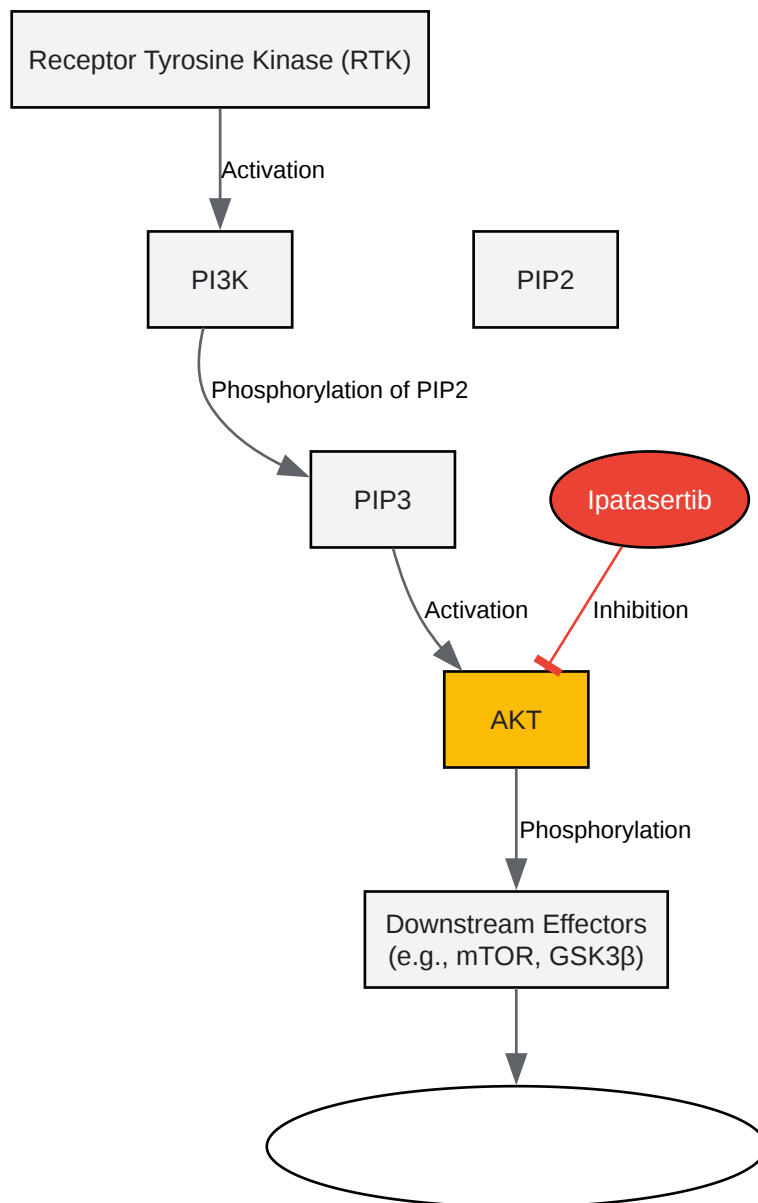 Receptor Tyrosine Kinase (RTK)
Activation
PI3K
PIP2
Phosphorylation of PIP2
PIP3
Ipatasertib
Activation
Inhibition
AKT
Phosphorylation
Downstream Effectors
(e.g., mTOR, GSK3β)